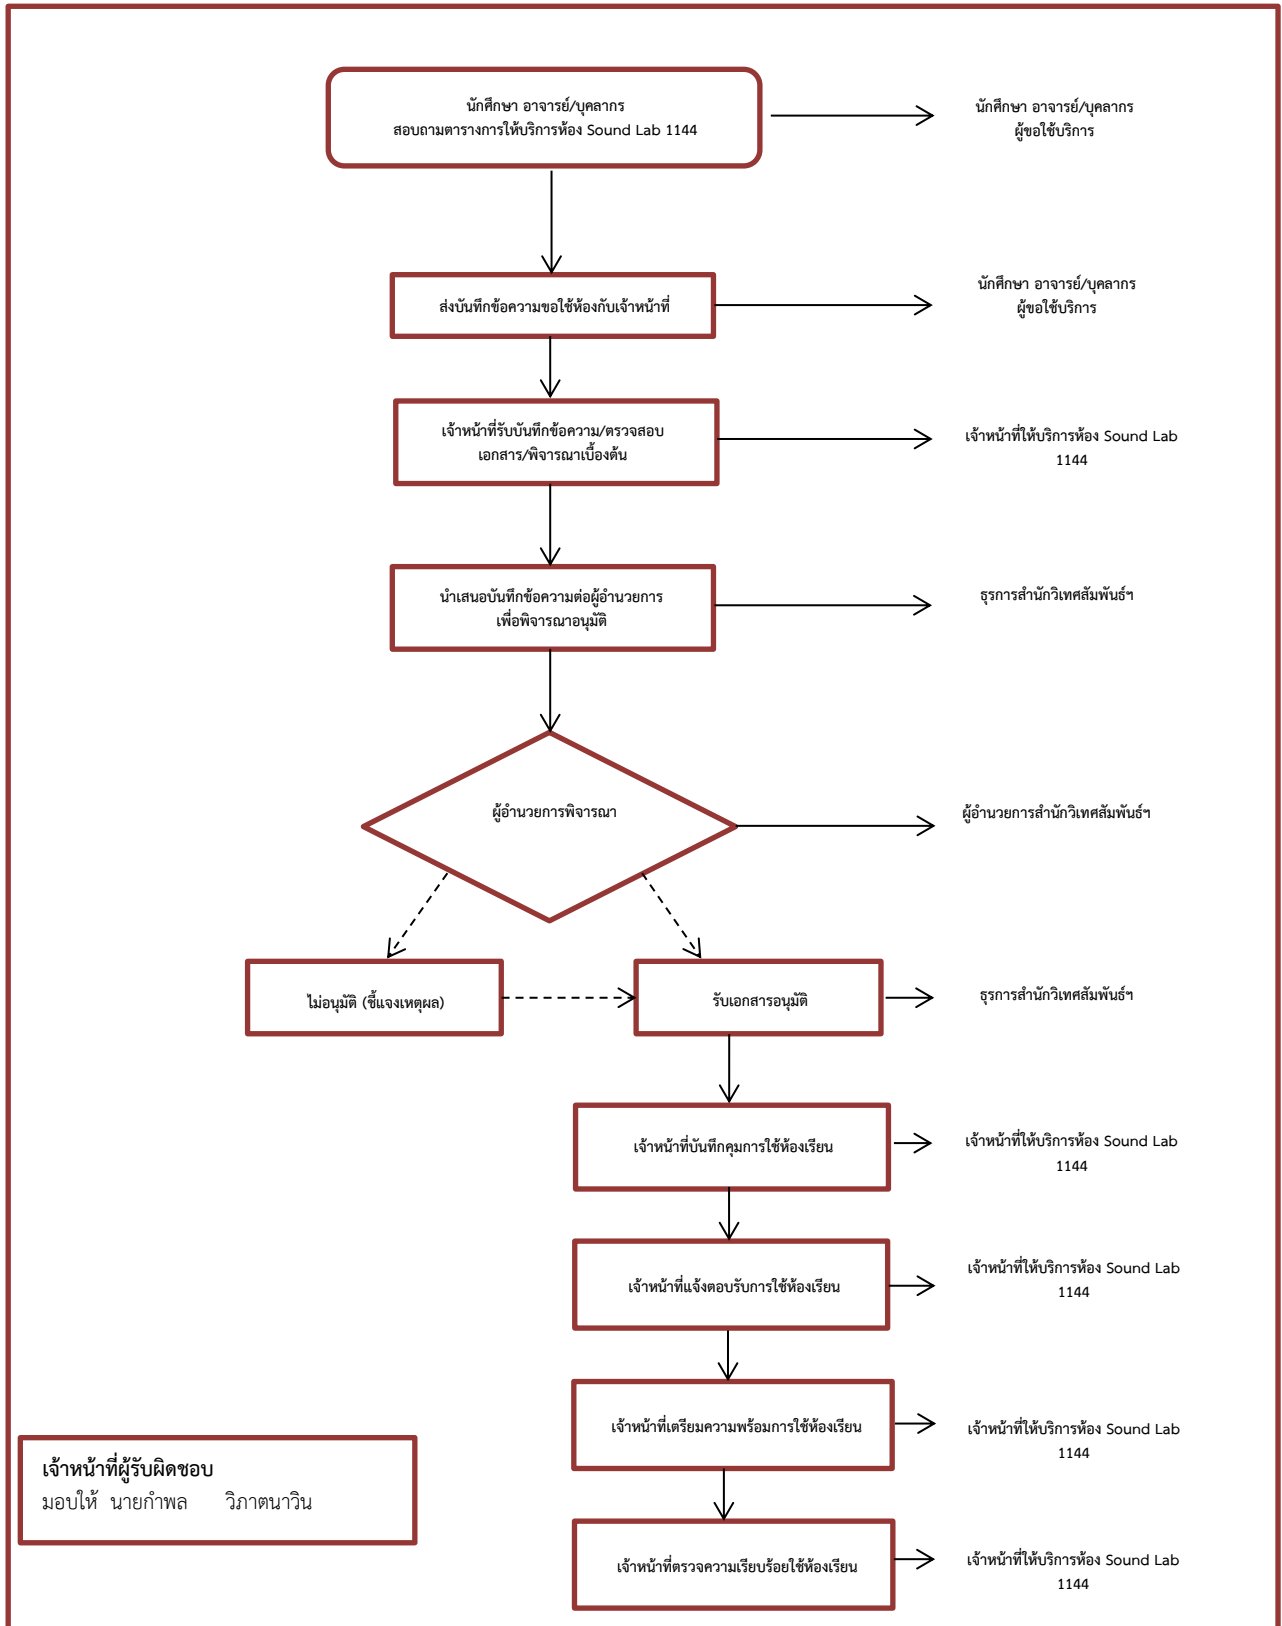 นักศึกษา อาจารย์/บุคลากร
สอบถามตารางการให้บริการห้อง Sound Lab 1144
นักศึกษา อาจารย์/บุคลากร
ผู้ขอใช้บริการ
ส่งบันทึกข้อความขอใช้ห้องกับเจ้าหน้าที่
นักศึกษา อาจารย์/บุคลากร
ผู้ขอใช้บริการ
เจ้าหน้าที่รับบันทึกข้อความ/ตรวจสอบ
เอกสาร/พิจารณาเบื้องต้น
เจ้าหน้าที่ให้บริการห้อง Sound Lab
1144
นำเสนอบันทึกข้อความต่อผู้อำนวยการ
เพื่อพิจารณาอนุมัติ
ธุรการสำนักวิเทศสัมพันธ์ฯ
ผู้อำนวยการพิจารณา
ผู้อำนวยการสำนักวิเทศสัมพันธ์ฯ
ไม่อนุมัติ (ชี้แจงเหตุผล)
รับเอกสารอนุมัติ
ธุรการสำนักวิเทศสัมพันธ์ฯ
เจ้าหน้าที่บันทึกคุมการใช้ห้องเรียน
เจ้าหน้าที่ให้บริการห้อง Sound Lab
1144
เจ้าหน้าที่แจ้งตอบรับการใช้ห้องเรียน
เจ้าหน้าที่ให้บริการห้อง Sound Lab
1144
เจ้าหน้าที่เตรียมความพร้อมการใช้ห้องเรียน
เจ้าหน้าที่ให้บริการห้อง Sound Lab
1144
เจ้าหน้าที่ผู้รับผิดชอบ
มอบให้ นายกำพล วิภาตนาวิน
เจ้าหน้าที่ตรวจความเรียบร้อยใช้ห้องเรียน
เจ้าหน้าที่ให้บริการห้อง Sound Lab
1144